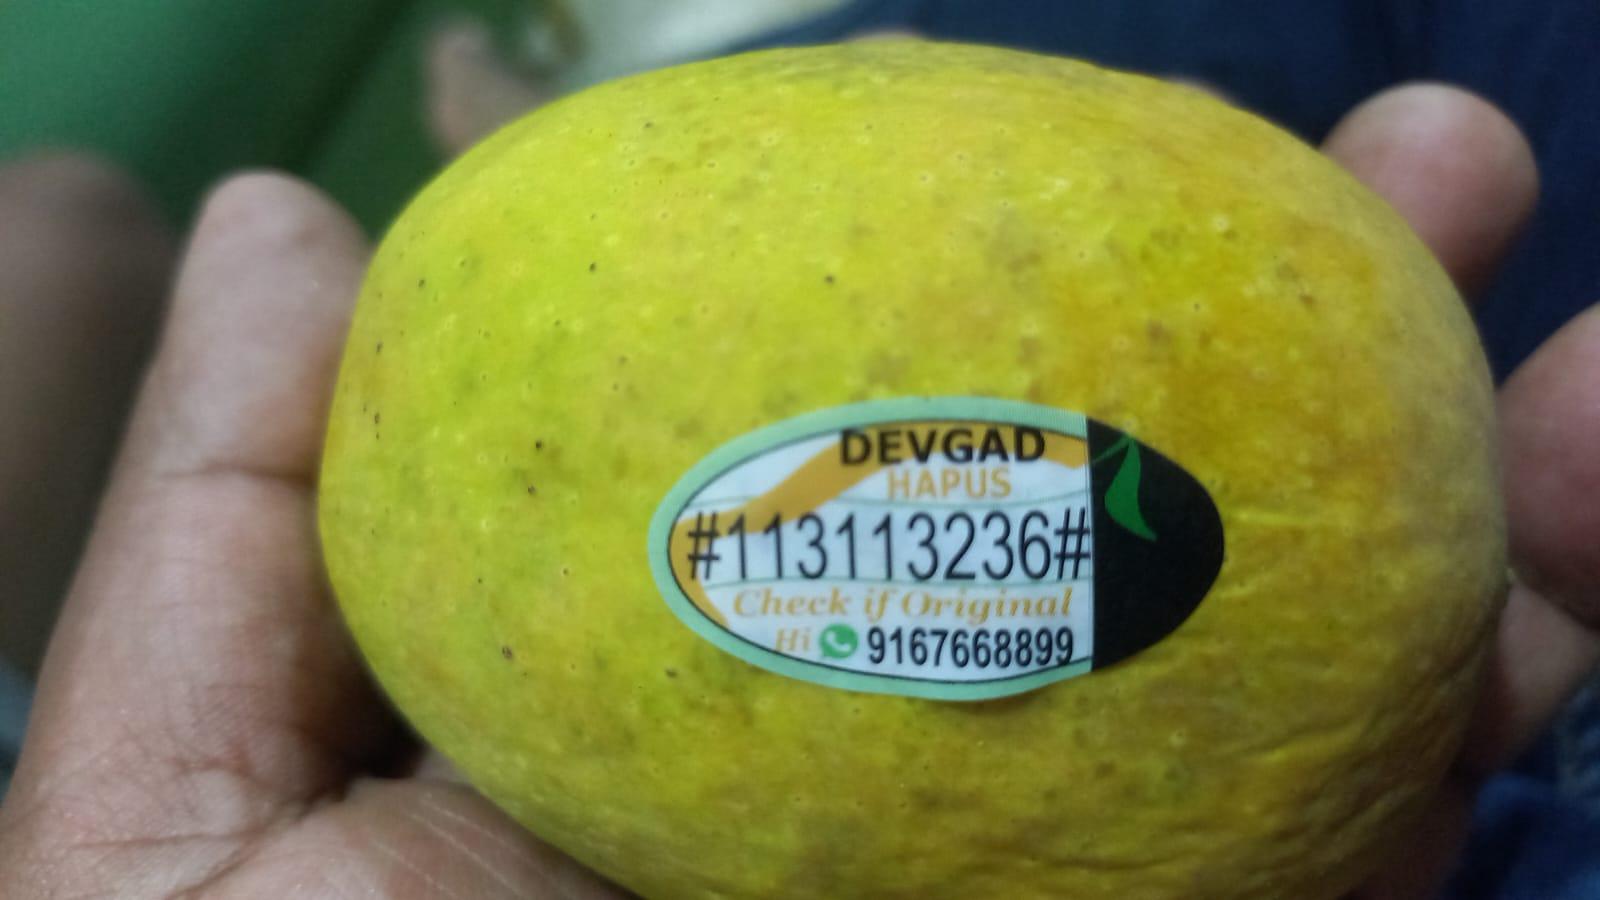 DEVGAD
HAPUS
#113113236#
Check if Original
Hi 9167668899